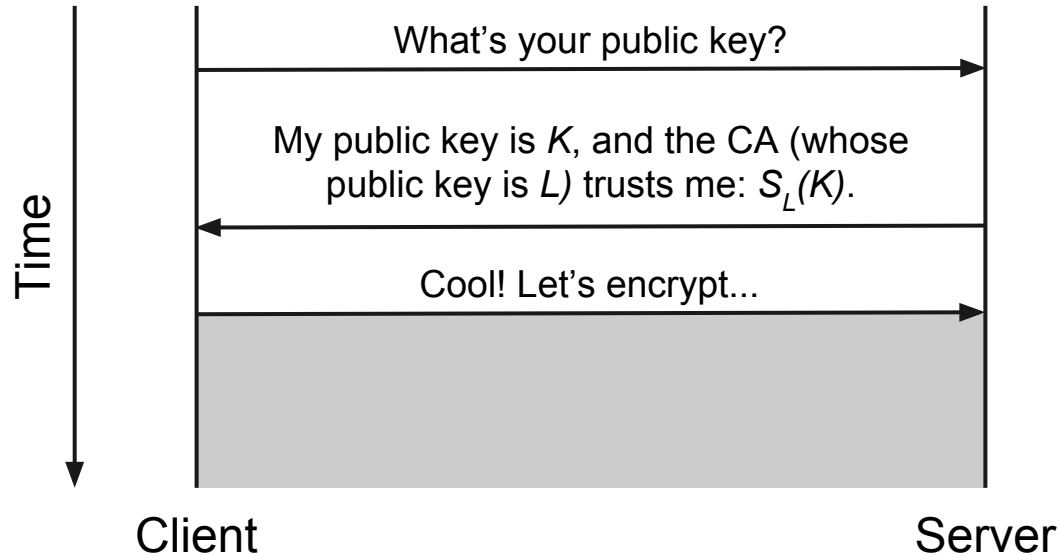 What's your public key?
My public key is K, and the CA (whose
public key is L) trusts me: S_L(K).
Cool! Let's encrypt...
Time
Client
Server